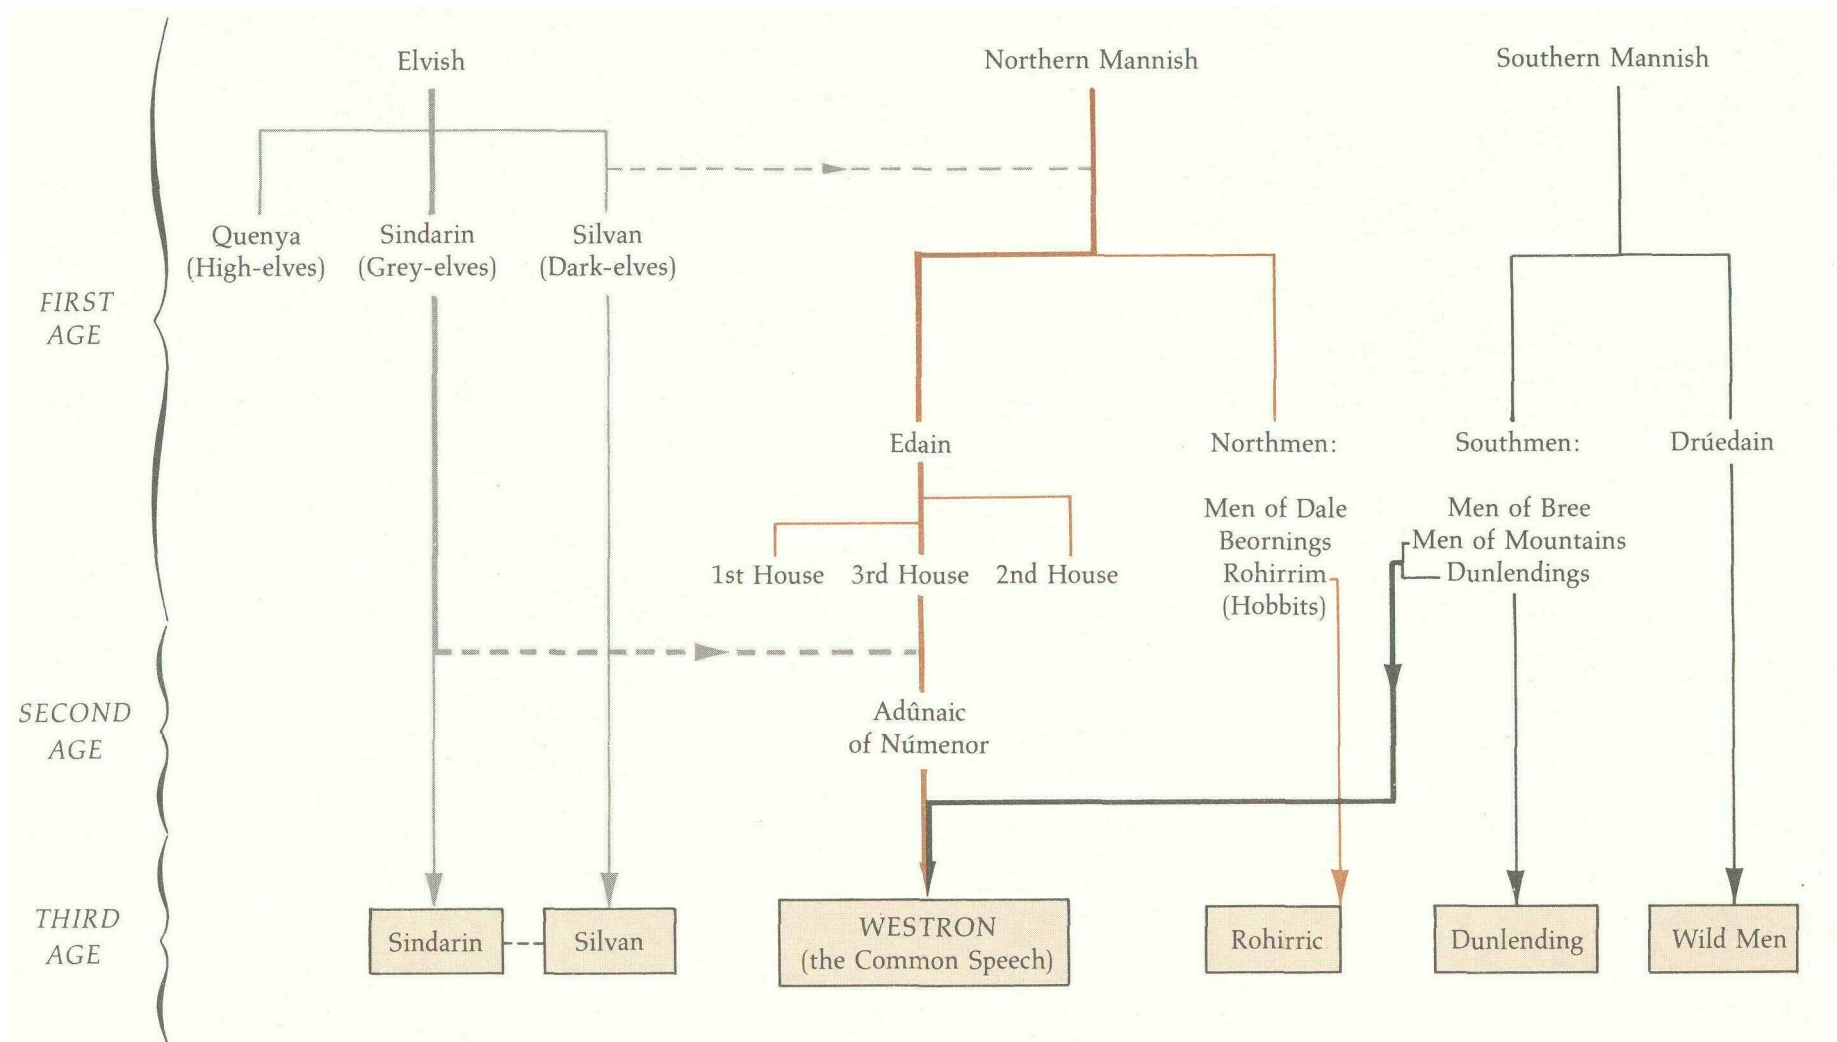 Elvish
Northern Mannish
Southern Mannish
Quenya
(High-elves)
Sindarin
(Grey-elves)
Silvan
(Dark-elves)
FIRST
AGE
Edain
Northmen:
Southmen:
Drúedain
Men of Dale
Beornings
Rohirrim
(Hobbits)
Men of Bree
Men of Mountains
Dunlendings
1st House
3rd House
2nd House
SECOND
AGE
Adûnaic
of Númenor
THIRD
AGE
Sindarin
Silvan
WESTRON
(the Common Speech)
Rohirric
Dunlending
Wild Men